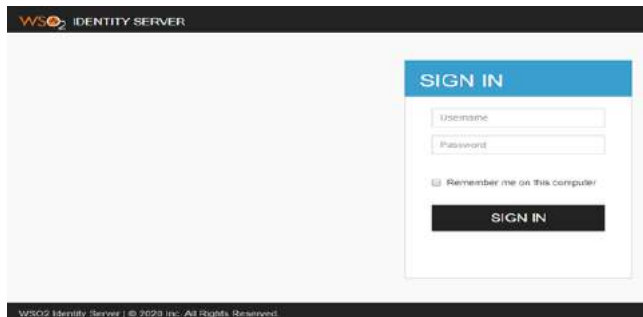 WSO2 IDENTITY SERVER
SIGN IN
Username
Password
Remember me on this computer
SIGN IN
WSO2 Identity Server | © 2020 Inc. All Rights Reserved.